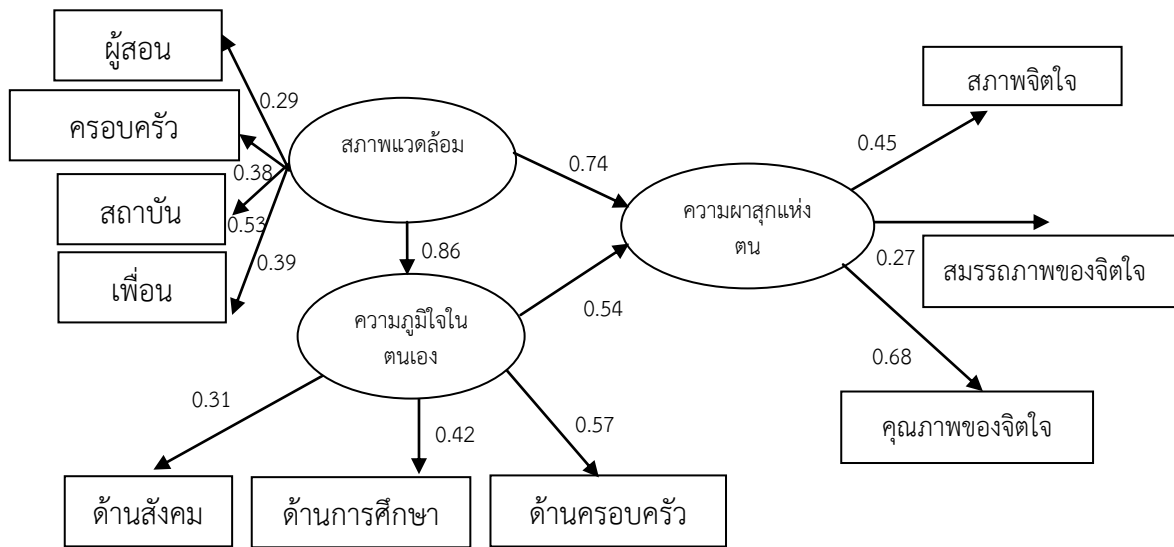 ผู้สอน
ครอบครัว
สถาบัน
เพื่อน
0.29
0.38
0.53
0.39
สภาพแวดล้อม
0.74
0.86
ความภูมิใจใน
ตนเอง
0.54
ความผาสุกแห่ง
ตน
0.45
0.27
0.68
สภาพจิตใจ
สมรรถภาพของจิตใจ
คุณภาพของจิตใจ
0.31
0.42
0.57
ด้านสังคม
ด้านการศึกษา
ด้านครอบครัว